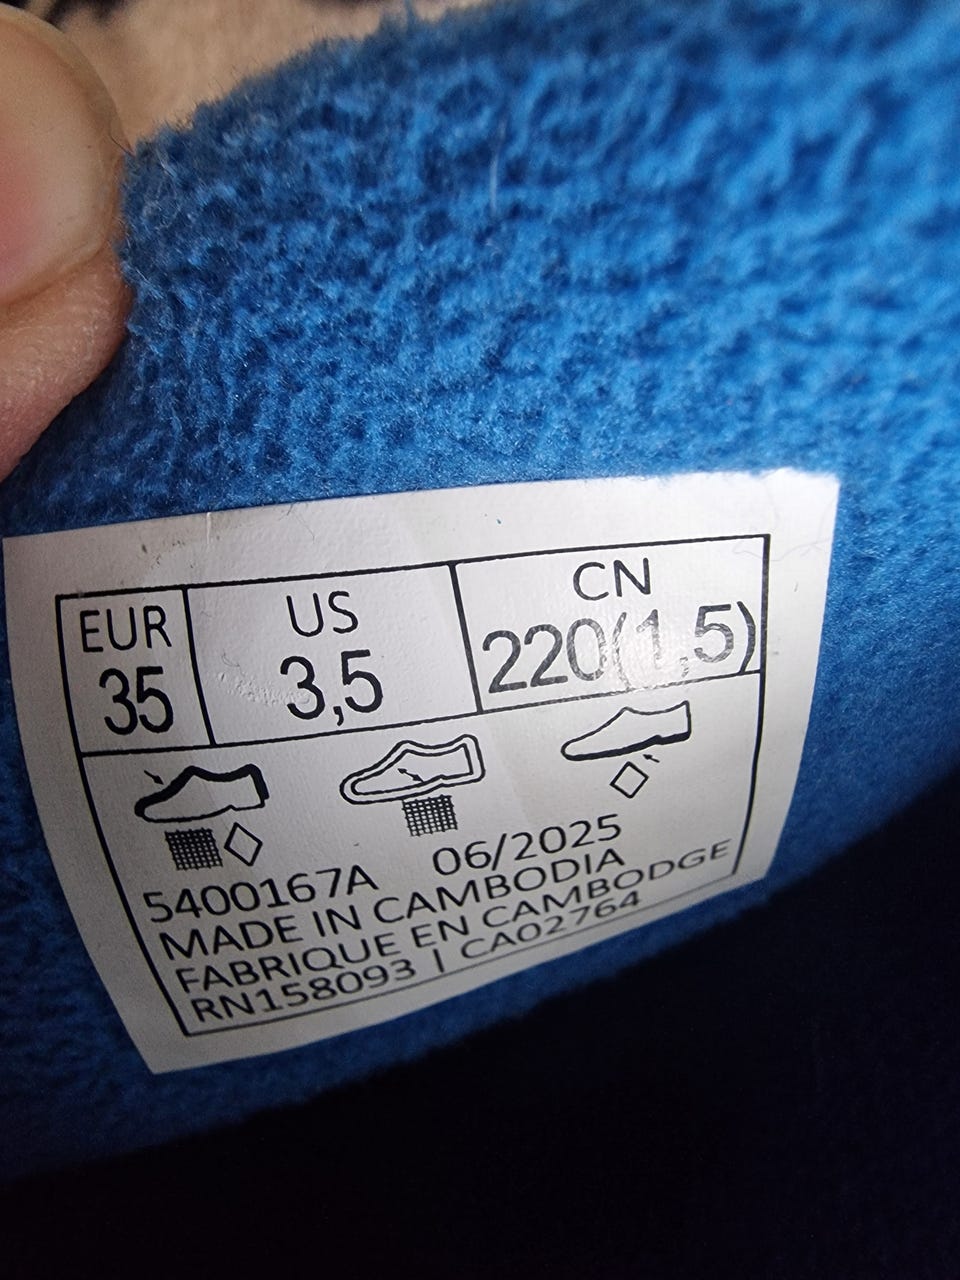 EUR US CN
35 3,5 220(1,5)
5400167A 06/2025
MADE IN CAMBODIA
FABRIQUE EN CAMBODGE
RN158093 | CA02764